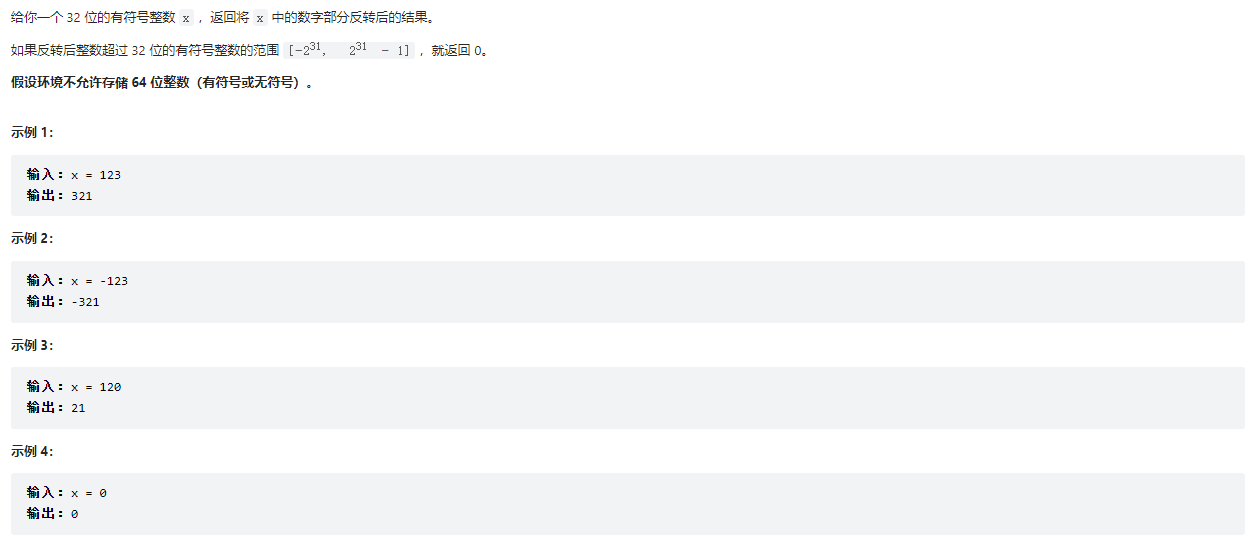 给你一个 32 位的有符号整数 x ，返回将 x 中的数字部分反转后的结果。
如果反转后整数超过 32 位的有符号整数的范围 [−2³¹,  2³¹ − 1] ，就返回 0。
假设环境不允许存储 64 位整数（有符号或无符号）。
示例 1：
输入：x = 123
输出：321
示例 2：
输入：x = -123
输出：-321
示例 3：
输入：x = 120
输出：21
示例 4：
输入：x = 0
输出：0